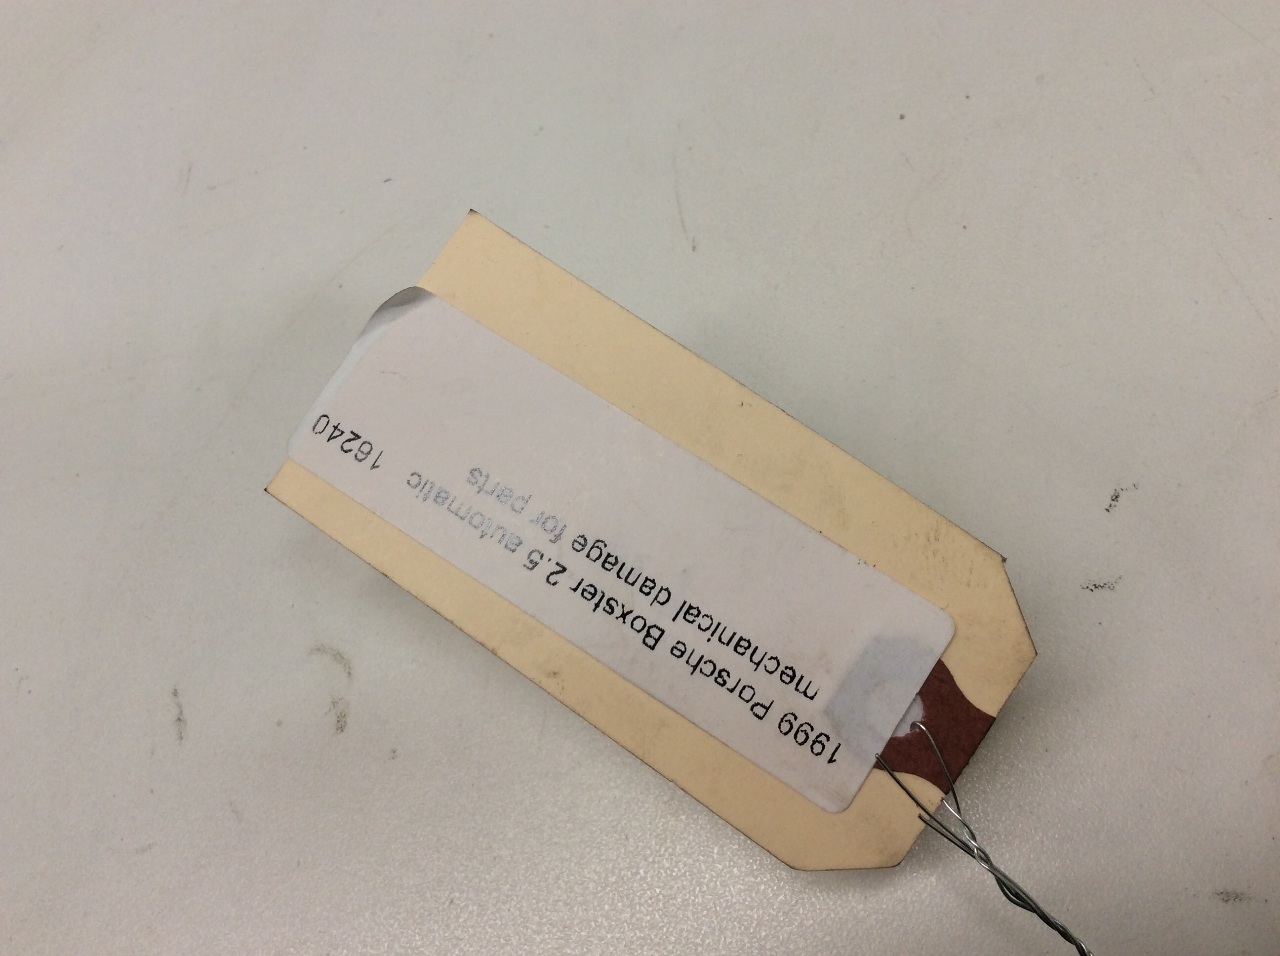 1999 Porsche Boxster 2.5 automatic 16240
mechanical damage for parts